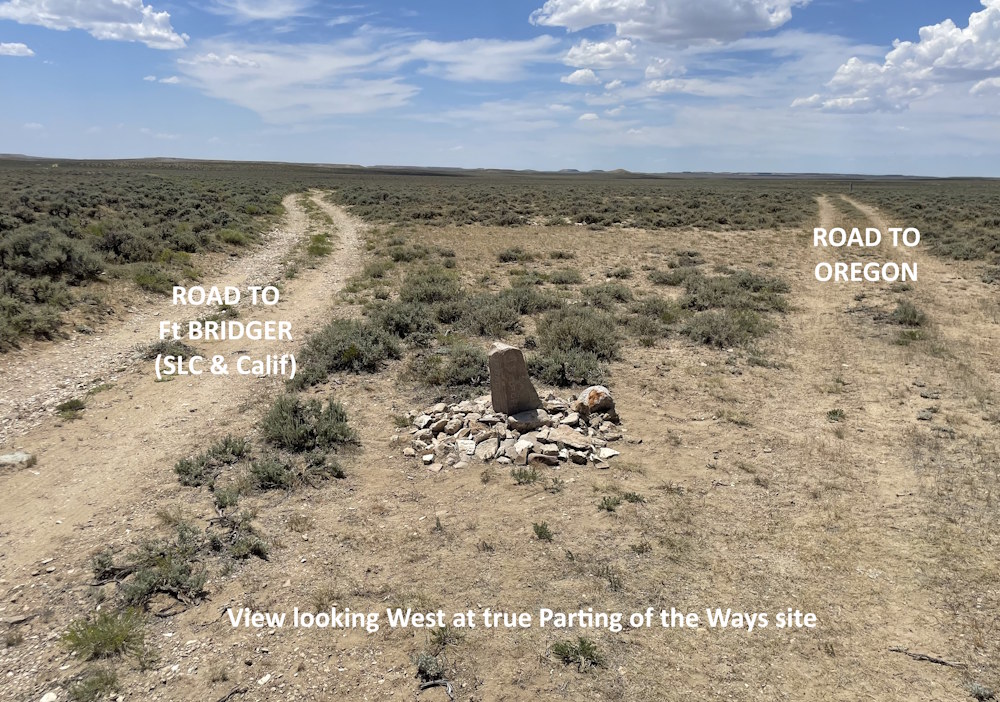 ROAD TO
OREGON
ROAD TO
Ft BRIDGER
(SLC & Calif)
View looking West at true Parting of the Ways site